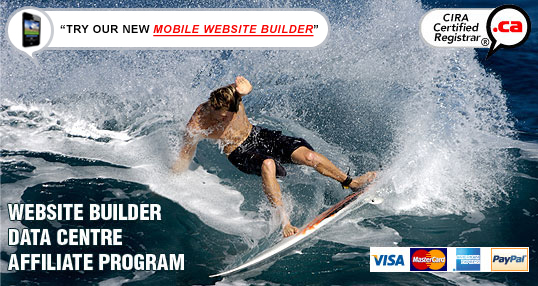 “TRY OUR NEW MOBILE WEBSITE BUILDER”
CIRA
Certified
Registrar®
.ca
WEBSITE BUILDER
DATA CENTRE
AFFILIATE PROGRAM
VISA MasterCard AMERICAN EXPRESS PayPal